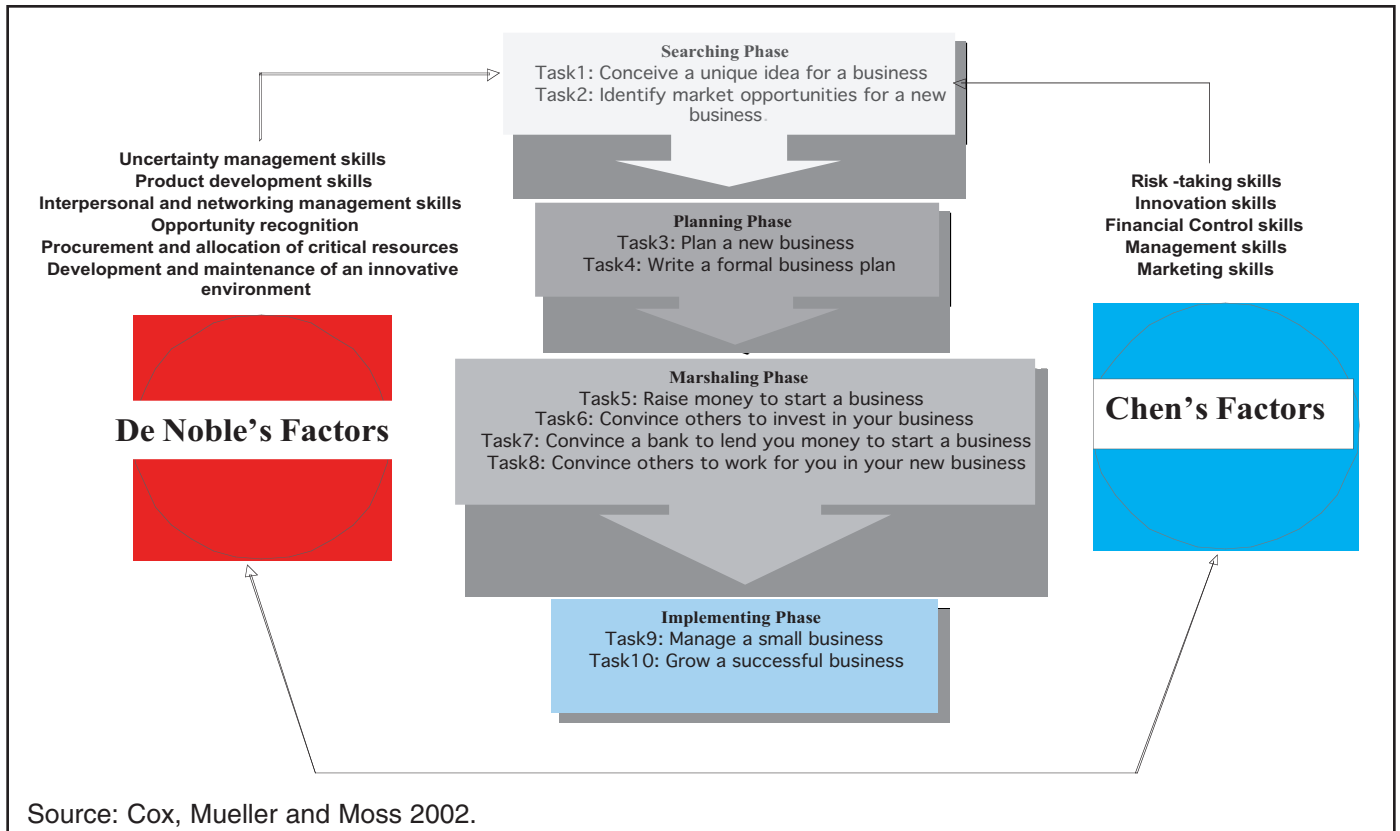 Searching Phase
Task1: Conceive a unique idea for a business
Task2: Identify market opportunities for a new
business.
Uncertainty management skills
Product development skills
Interpersonal and networking management skills
Opportunity recognition
Procurement and allocation of critical resources
Development and maintenance of an innovative
environment
Risk -taking skills
Innovation skills
Financial Control skills
Management skills
Marketing skills
Planning Phase
Task3: Plan a new business
Task4: Write a formal business plan
De Noble's Factors
Marshaling Phase
Task5: Raise money to start a business
Task6: Convince others to invest in your business
Task7: Convince a bank to lend you money to start a business
Task8: Convince others to work for you in your new business
Chen's Factors
Implementing Phase
Task9: Manage a small business
Task10: Grow a successful business
Source: Cox, Mueller and Moss 2002.